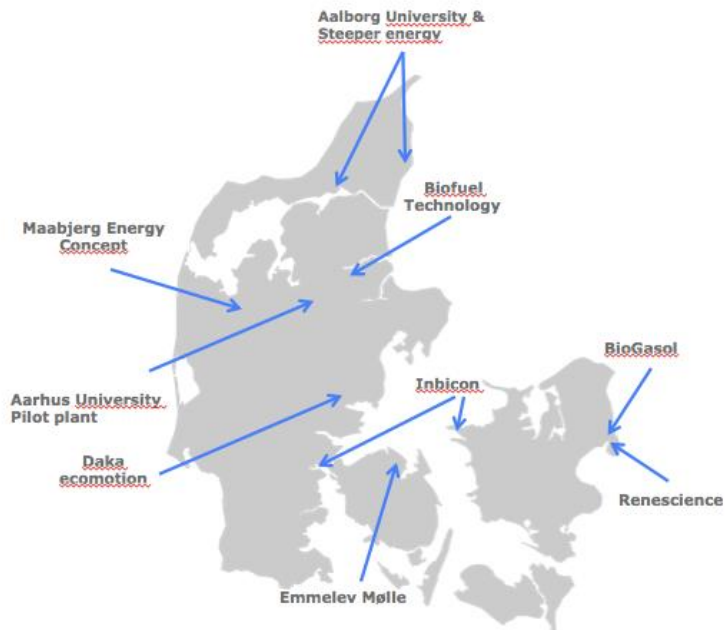 Aalborg University &
Steeper energy
Biofuel
Technology
Maabjerg Energy
Concept
BioGasol
Inbicon
Aarhus University
Pilot plant
Daka
ecomotion
Renescience
Emmelev Mølle